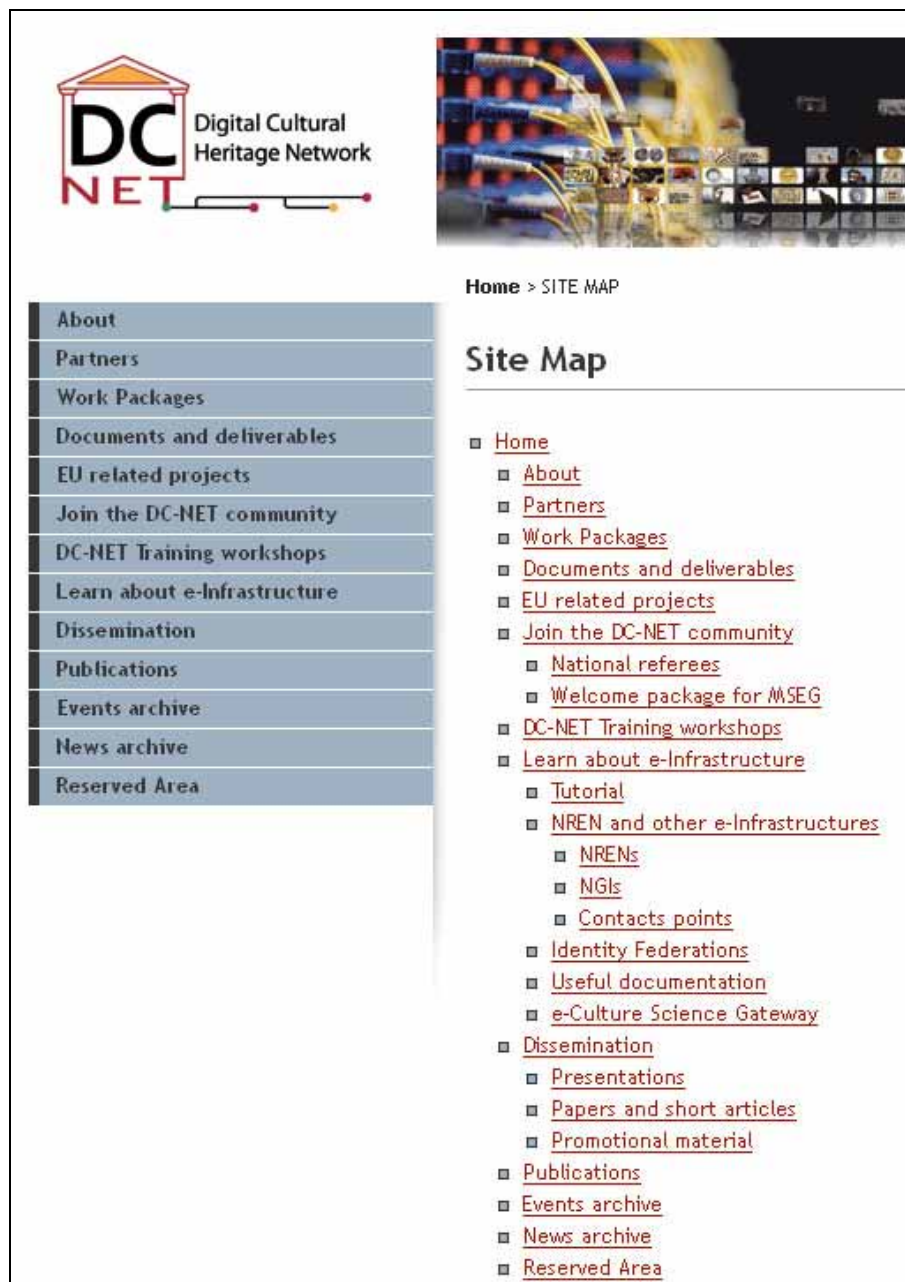 DC
NET
Digital Cultural
Heritage Network
Home > SITE MAP
About
Partners
Work Packages
Documents and deliverables
EU related projects
Join the DC-NET community
DC-NET Training workshops
Learn about e-Infrastructure
Dissemination
Publications
Events archive
News archive
Reserved Area
Site Map
Home
About
Partners
Work Packages
Documents and deliverables
EU related projects
Join the DC-NET community
National referees
Welcome package for MSEG
DC-NET Training workshops
Learn about e-Infrastructure
Tutorial
NREN and other e-Infrastructures
NRENs
NGIs
Contacts points
Identity Federations
Useful documentation
e-Culture Science Gateway
Dissemination
Presentations
Papers and short articles
Promotional material
Publications
Events archive
News archive
Reserved Area